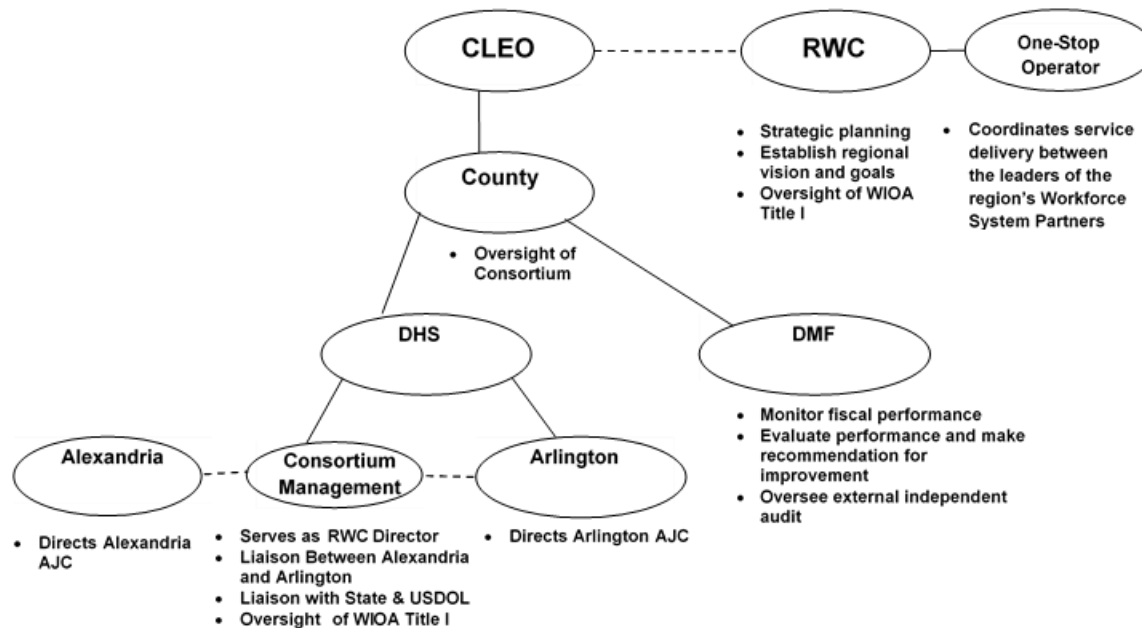 CLEO
RWC
One-Stop
Operator
• Strategic planning
• Establish regional
vision and goals
• Oversight of WIOA
Title I
• Coordinates service
delivery between
the leaders of the
region's Workforce
System Partners
County
• Oversight of
Consortium
DHS
DMF
• Monitor fiscal performance
• Evaluate performance and make
recommendation for
improvement
• Oversee external independent
audit
Alexandria
Consortium
Management
Arlington
• Directs Alexandria
AJC
• Serves as RWC Director
• Liaison Between Alexandria
and Arlington
• Liaison with State & USDOL
• Oversight of WIOA Title I
• Directs Arlington AJC